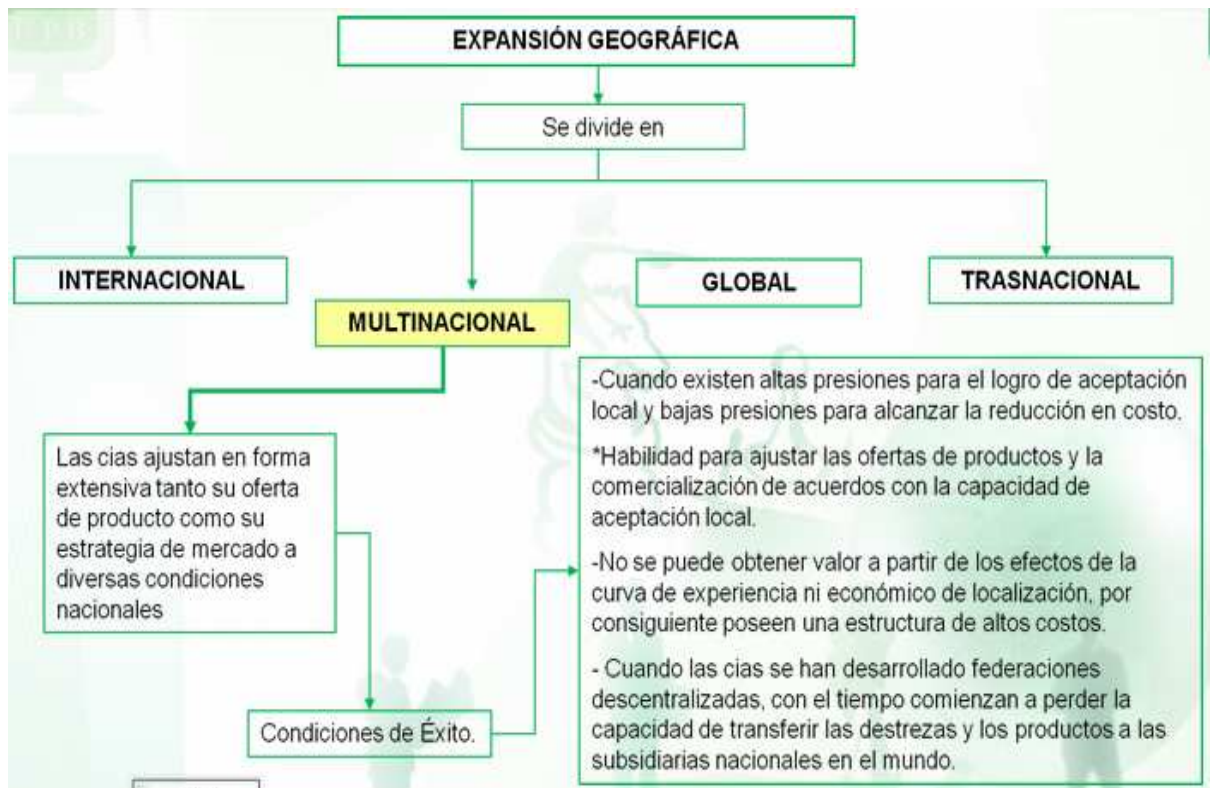 EXPANSIÓN GEOGRÁFICA
Se divide en
INTERNACIONAL
MULTINACIONAL
GLOBAL
TRASNACIONAL
Las cias ajustan en forma
extensiva tanto su oferta
de producto como su
estrategia de mercado a
diversas condiciones
nacionales
Condiciones de Éxito.
-Cuando existen altas presiones para el logro de aceptación
local y bajas presiones para alcanzar la reducción en costo.
*Habilidad para ajustar las ofertas de productos y la
comercialización de acuerdos con la capacidad de
aceptación local.
-No se puede obtener valor a partir de los efectos de la
curva de experiencia ni económico de localización, por
consiguiente poseen una estructura de altos costos.
- Cuando las cias se han desarrollado federaciones
descentralizadas, con el tiempo comienzan a perder la
capacidad de transferir las destrezas y los productos a las
subsidiarias nacionales en el mundo.